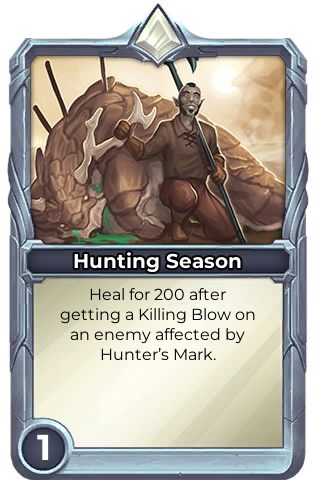 Hunting Season
Heal for 200 after
getting a Killing Blow on
an enemy affected by
Hunter's Mark.
1